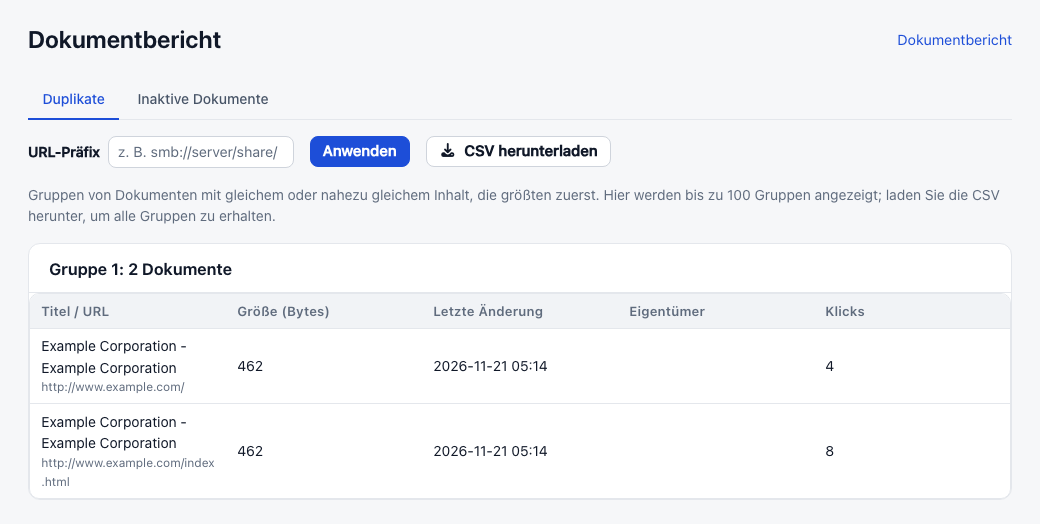 Dokumentbericht
Dokumentbericht
Duplikate
Inaktive Dokumente
URL-Präfix
z. B. smb://server/share/
Anwenden
CSV herunterladen
Gruppen von Dokumenten mit gleichem oder nahezu gleichem Inhalt, die größten zuerst. Hier werden bis zu 100 Gruppen angezeigt; laden Sie die CSV
herunter, um alle Gruppen zu erhalten.
Gruppe 1: 2 Dokumente
Titel / URL Größe (Bytes) Letzte Änderung Eigentümer Klicks
Example Corporation -
Example Corporation
http://www.example.com/
462 2026-11-21 05:14 4
Example Corporation -
Example Corporation
http://www.example.com/index
.html
462 2026-11-21 05:14 8